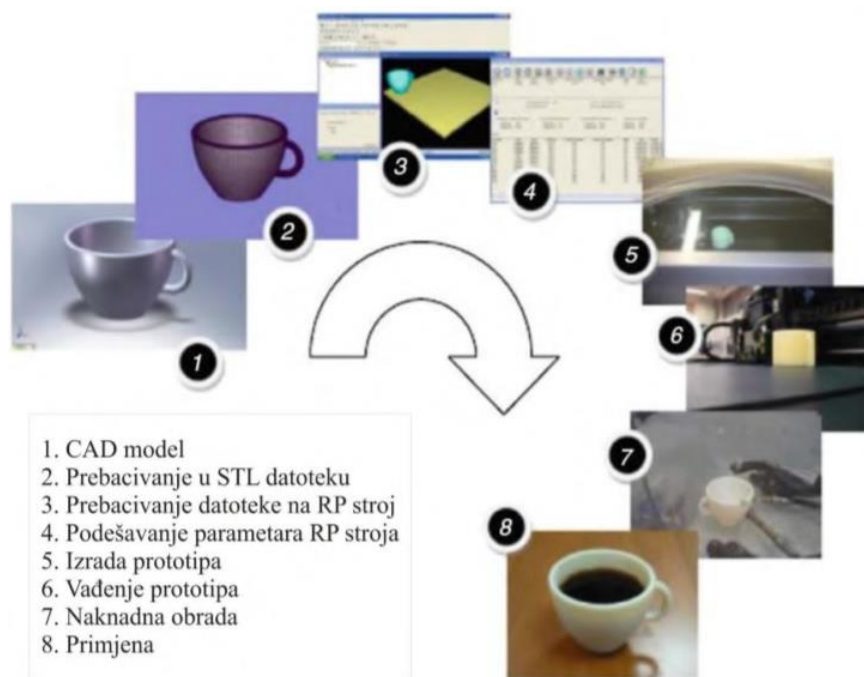 3
4
2
5
1
6
7
8
1. CAD model
2. Prebacivanje u STL datoteku
3. Prebacivanje datoteke na RP stroj
4. Podešavanje parametara RP stroja
5. Izrada prototipa
6. Vađenje prototipa
7. Naknadna obrada
8. Primjena